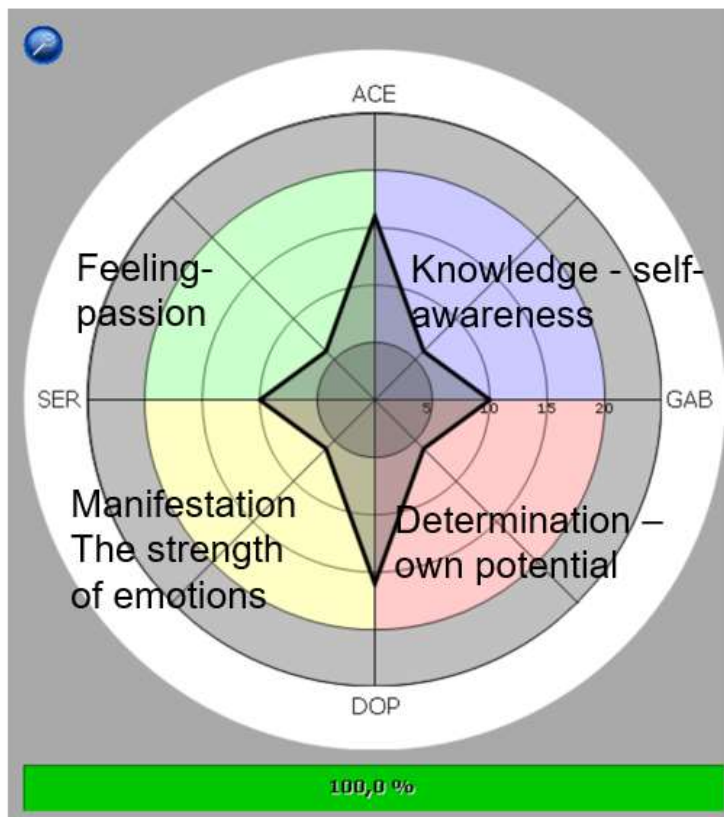 ACE
Feeling-
passion
Knowledge - self-
awareness
SER
5
10
15
20
GAB
Manifestation
The strength
of emotions
Determination –
own potential
DOP
100,0 %